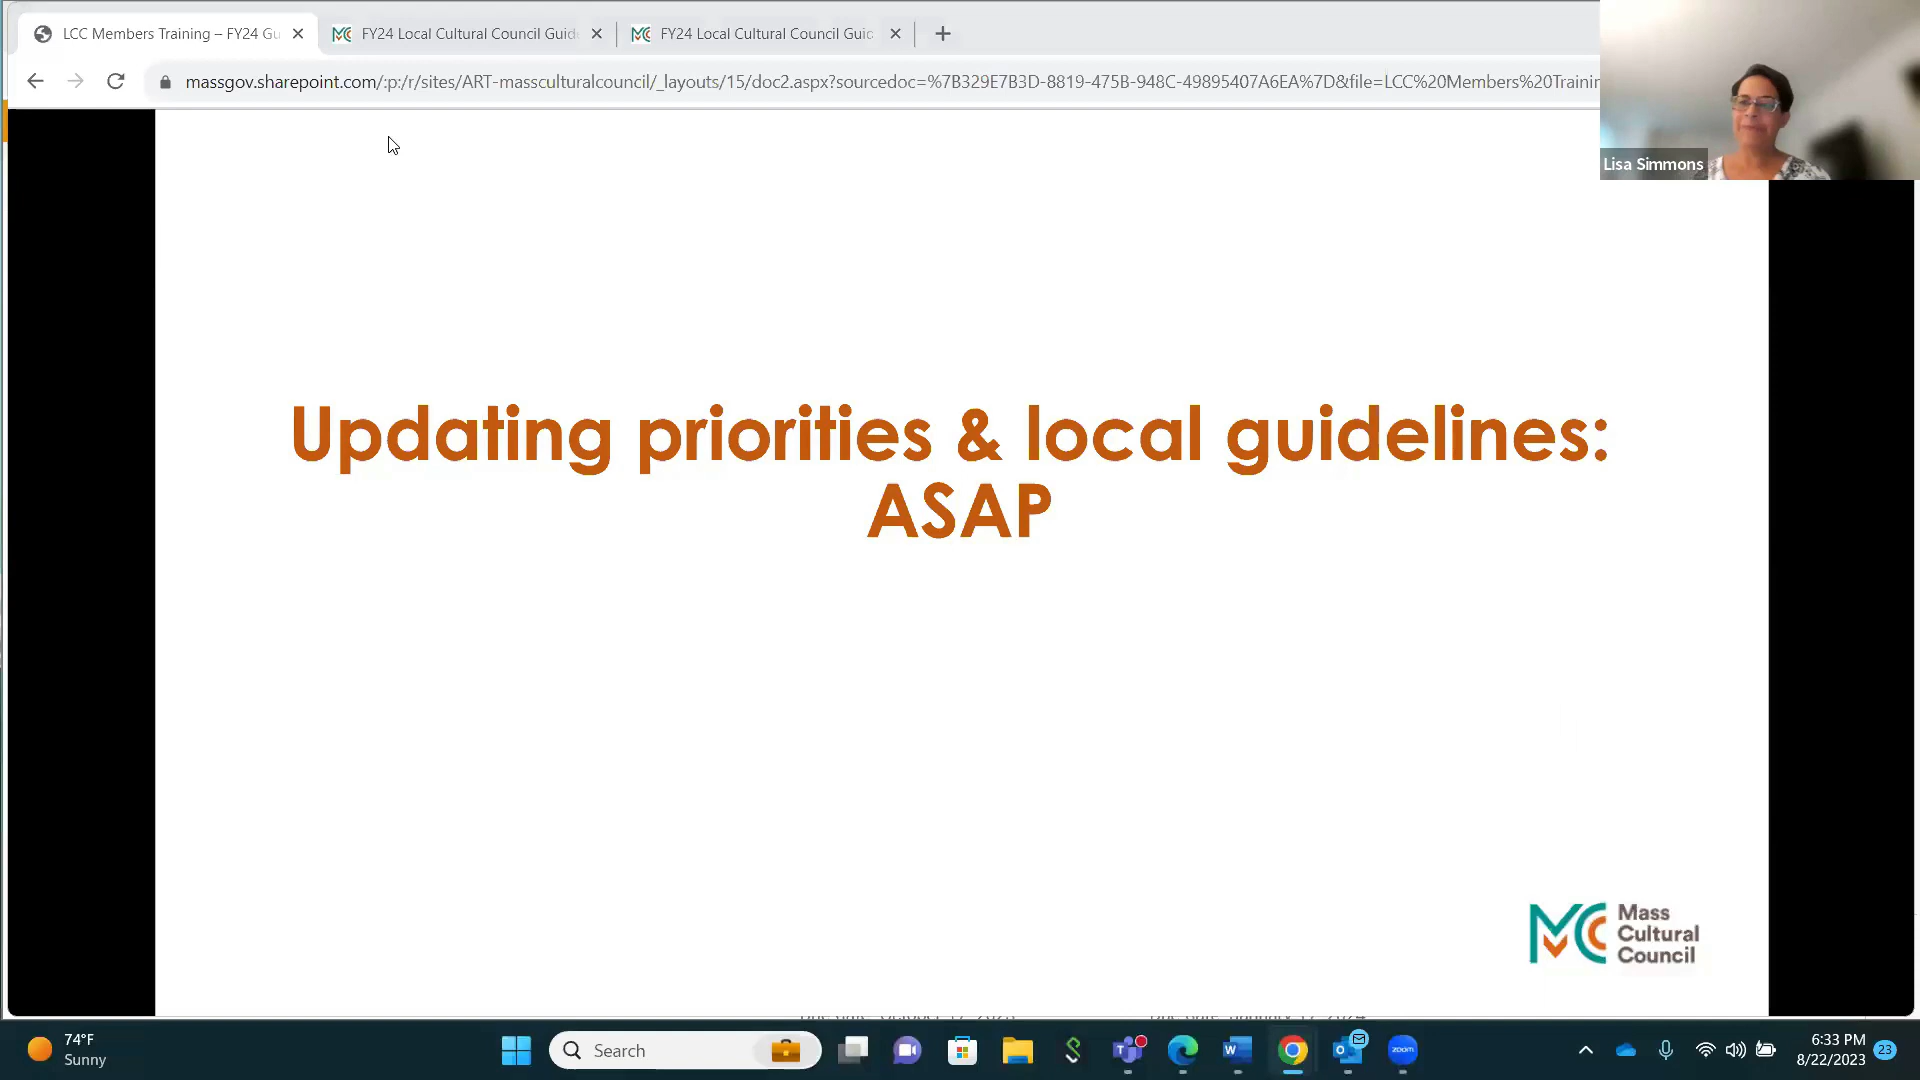 LCC Members Training – FY24 Gu
FY24 Local Cultural Council Guid
FY24 Local Cultural Council Guid
massgov.sharepoint.com/:p:/r/sites/ART-massculturalcouncil/_layouts/15/doc2.aspx?sourcedoc=%7B329E7B3D-8819-475B-948C-49895407A6EA%7D&file=LCC%20Members%20Trainin
Lisa Simmons
Updating priorities & local guidelines:
ASAP
Mass
Cultural
Council
74°F
Sunny
Search
zoom
6:33 PM
8/22/2023
23